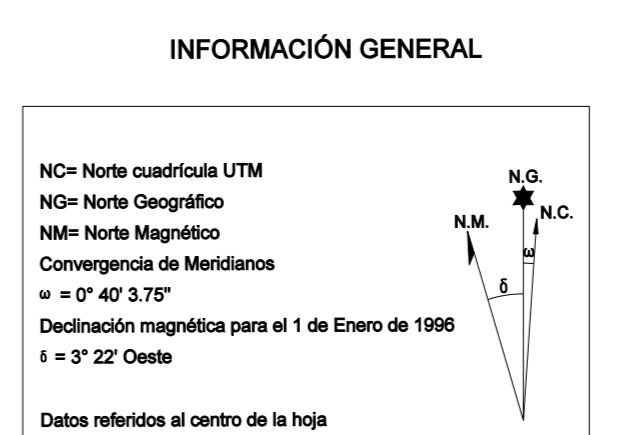 INFORMACIÓN GENERAL
NC= Norte cuadrícula UTM
NG= Norte Geográfico
NM= Norte Magnético
Convergencia de Meridianos
ω = 0° 40' 3.75"
Declinación magnética para el 1 de Enero de 1996
δ = 3° 22' Oeste
Datos referidos al centro de la hoja
N.G.
N.M.
N.C.
ω
δ